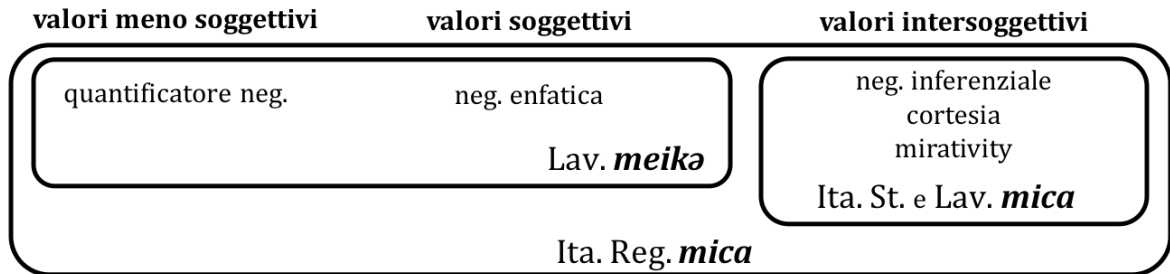 valori meno soggettivi valori soggettivi valori intersoggettivi
quantificatore neg. neg. enfatica neg. inferenziale
cortesia
mirativity
Lav. meikə
Ita. St. e Lav. mica
Ita. Reg. mica